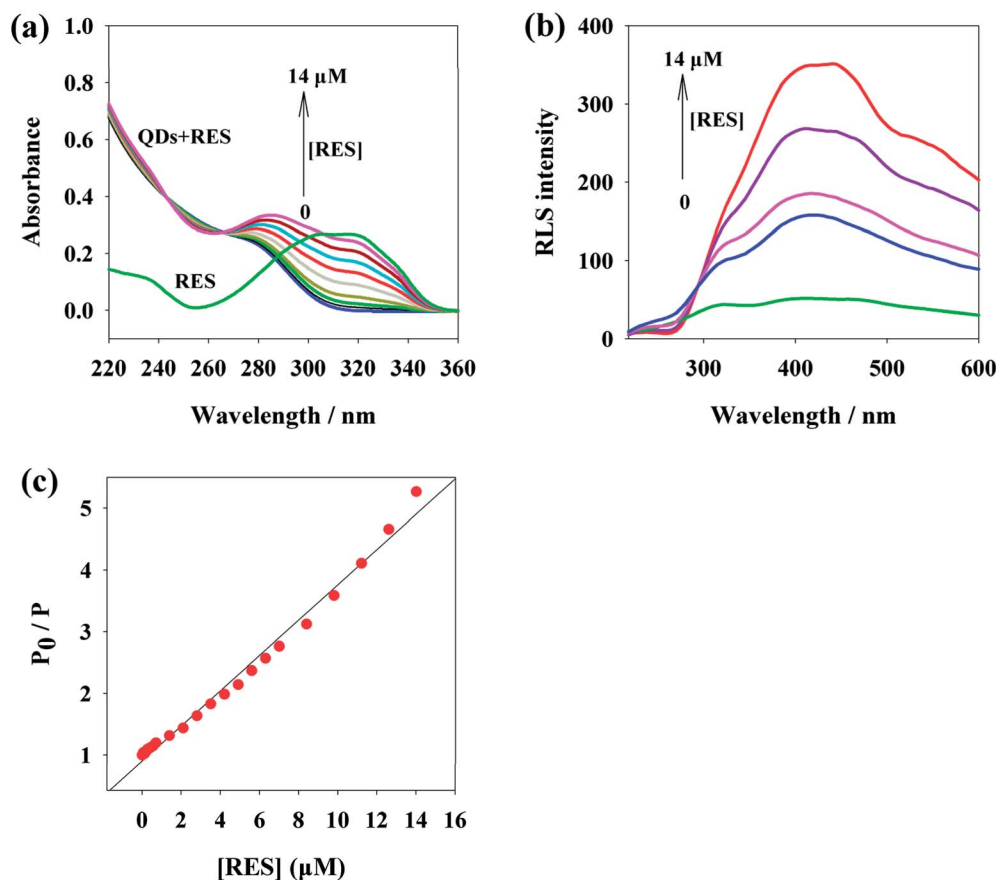 (a)
1.0
0.8
0.6
0.4
0.2
0.0
Absorbance
14 µM
[RES]
0
QDs+RES
RES
220 240 260 280 300 320 340 360
Wavelength / nm
(b)
400
300
200
100
0
RLS intensity
14 µM
[RES]
0
300 400 500 600
Wavelength / nm
(c)
5
4
3
2
1
P0 / P
0 2 4 6 8 10 12 14 16
[RES] (µM)